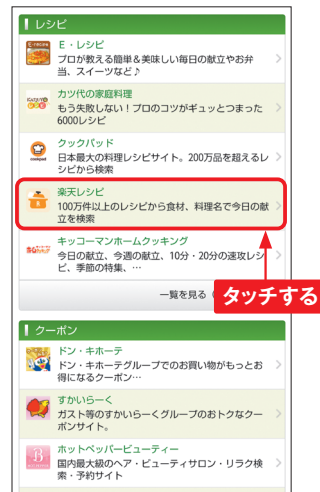 レシピ
E・レシピ
プロが教える簡単＆美味しい毎日の献立やお弁
当、スイーツなど♪
カツ代の家庭料理
もう失敗しない！プロのコツがギュッとつまった
6000レシピ
クックパッド
日本最大の料理レシピサイト。200万品を超えるレ
シピから検索
楽天レシピ
100万件以上のレシピから食材、料理名で今日の献
立を検索
キッコーマンホームクッキング
今日の献立、今週の献立、10分・20分の速攻レシ
ピ、季節の特集、…
一覧を見る
タッチする
クーポン
ドン・キホーテ
ドン・キホーテグループでのお買い物がもっとお
得になるクーポン…
すかいらーく
ガスト等のすかいらーくグループのおトクなクー
ポンサイト。
ホットペッパービューティー
国内最大級のヘア・ビューティサロン・リラク検
索・予約サイト